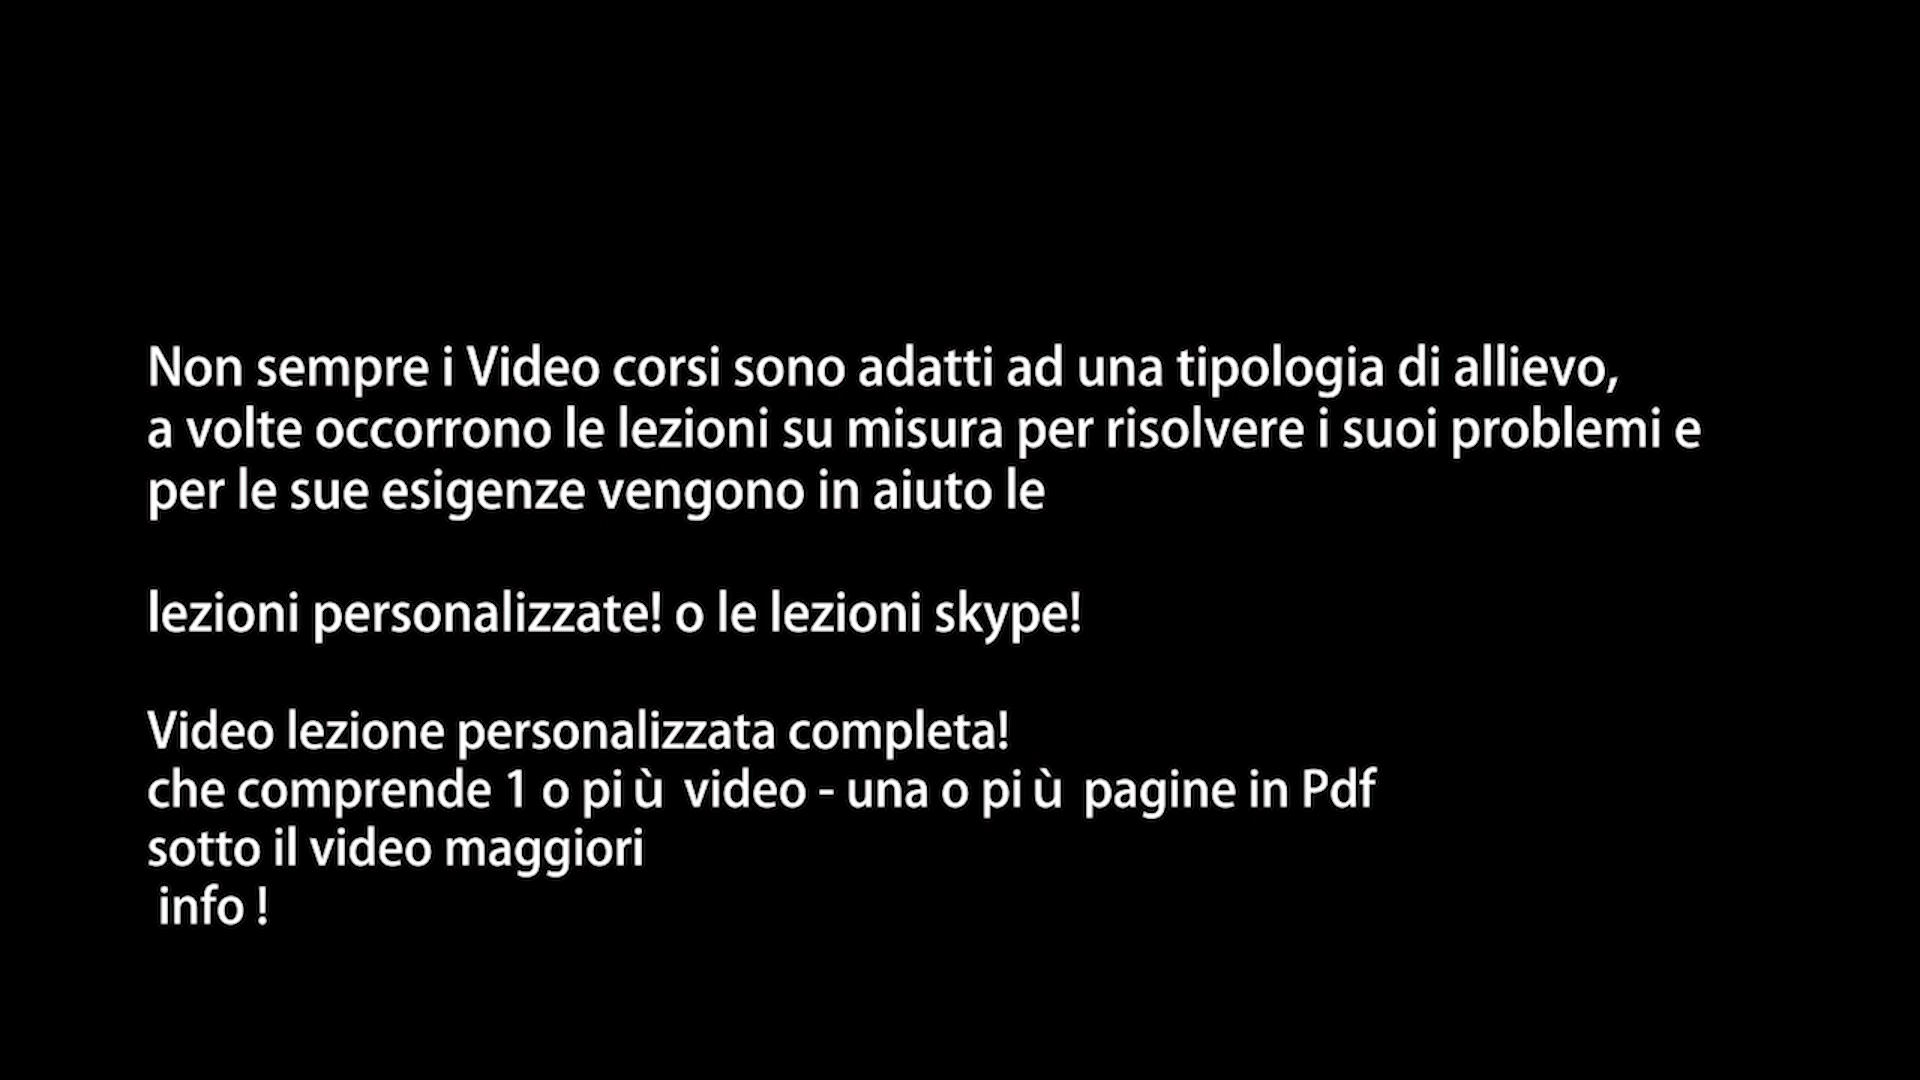 Non sempre i Video corsi sono adatti ad una tipologia di allievo,
a volte occorrono le lezioni su misura per risolvere i suoi problemi e
per le sue esigenze vengono in aiuto le
lezioni personalizzate! o le lezioni skype!
Video lezione personalizzata completa!
che comprende 1 o pi ù video - una o pi ù pagine in Pdf
sotto il video maggiori
info !